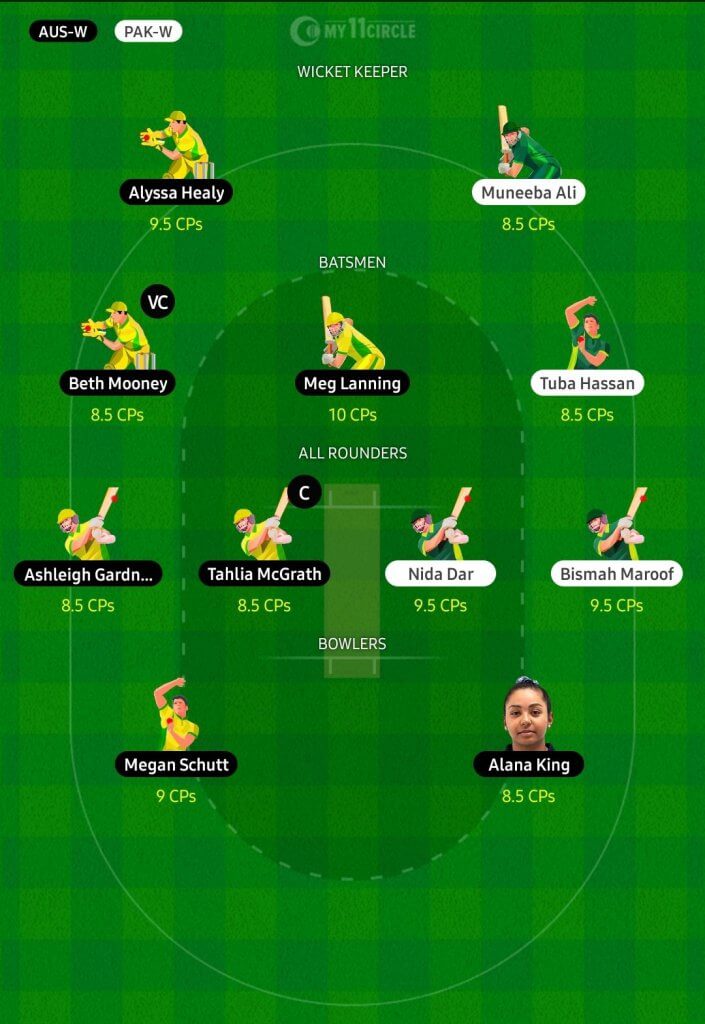 AUS-W PAK-W MY11CIRCLE
WICKET KEEPER
Alyssa Healy Muneeba Ali
9.5 CPs 8.5 CPs
BATSMEN
VC
Beth Mooney Meg Lanning Tuba Hassan
8.5 CPs 10 CPs 8.5 CPs
ALL ROUNDERS
C
Ashleigh Gardn... Tahlia McGrath Nida Dar Bismah Maroof
8.5 CPs 8.5 CPs 9.5 CPs 9.5 CPs
BOWLERS
Megan Schutt Alana King
9 CPs 8.5 CPs